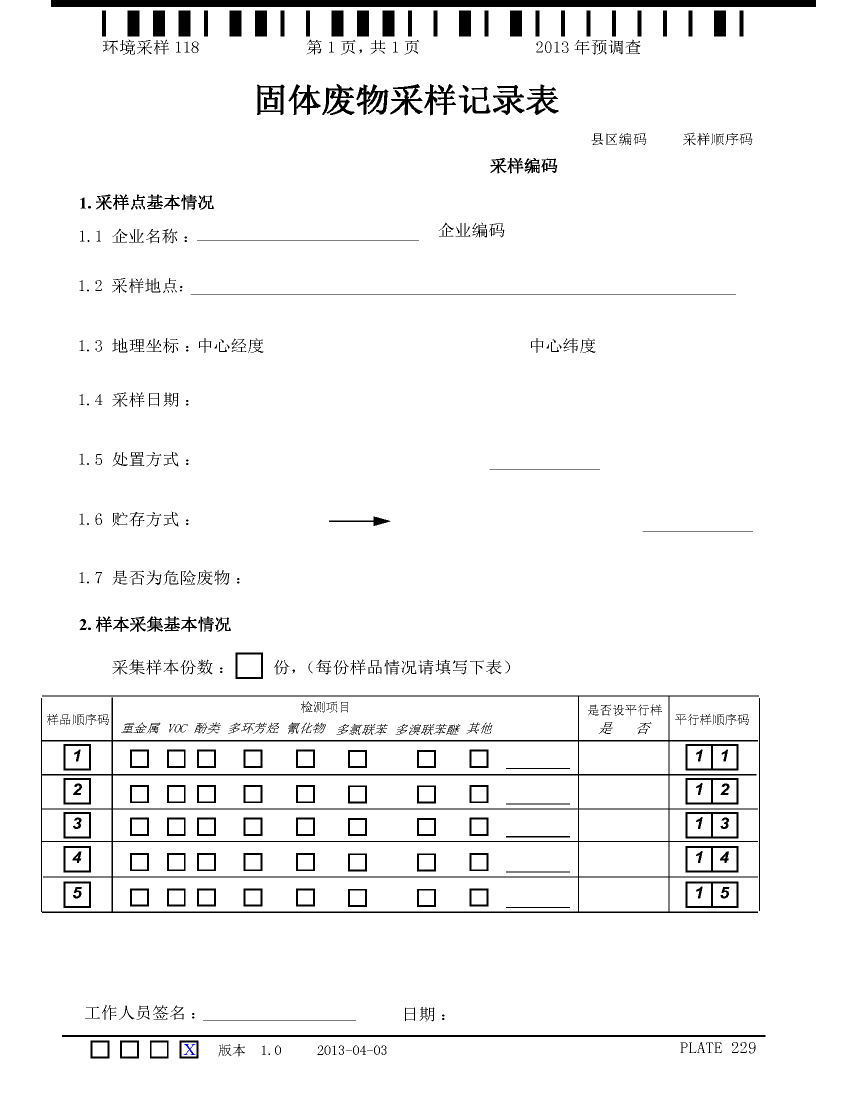 环境采样 118 第 1 页,共 1 页 2013 年预调查
固体废物采样记录表
县区编码 采样顺序码
采样编码
1. 采样点基本情况
1.1 企业名称： 企业编码
1.2 采样地点：
1.3 地理坐标：中心经度 中心纬度
1.4 采样日期：
1.5 处置方式：
1.6 贮存方式：
1.7 是否为危险废物：
2. 样本采集基本情况
采集样本份数： 份，（每份样品情况请填写下表）
样品顺序码 检测项目 是否设平行样 平行样顺序码
重金属 VOC 酚类 多环芳烃 氰化物 多氯联苯 多溴联苯醚 其他 是 否
1 1 1
2 1 2
3 1 3
4 1 4
5 1 5
工作人员签名： 日期：
X 版本 1.0 2013-04-03 PLATE 229